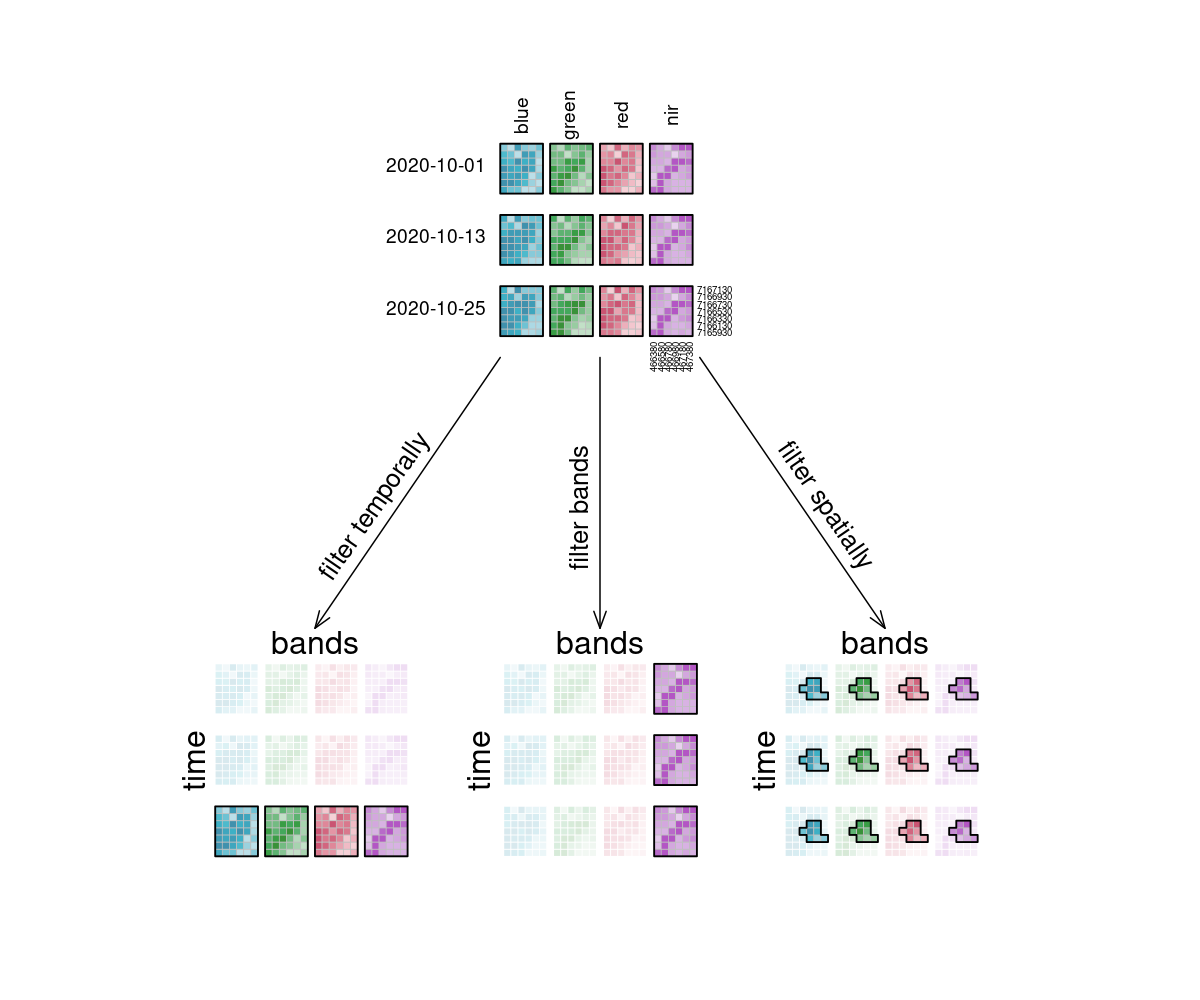 blue green red nir
2020-10-01
2020-10-13
2020-10-25
7167130
7166930
7166730
7166530
7166330
7166130
7165930
466380
466580
466780
466980
467180
467380
filter temporally
filter bands
filter spatially
bands bands bands
time time time